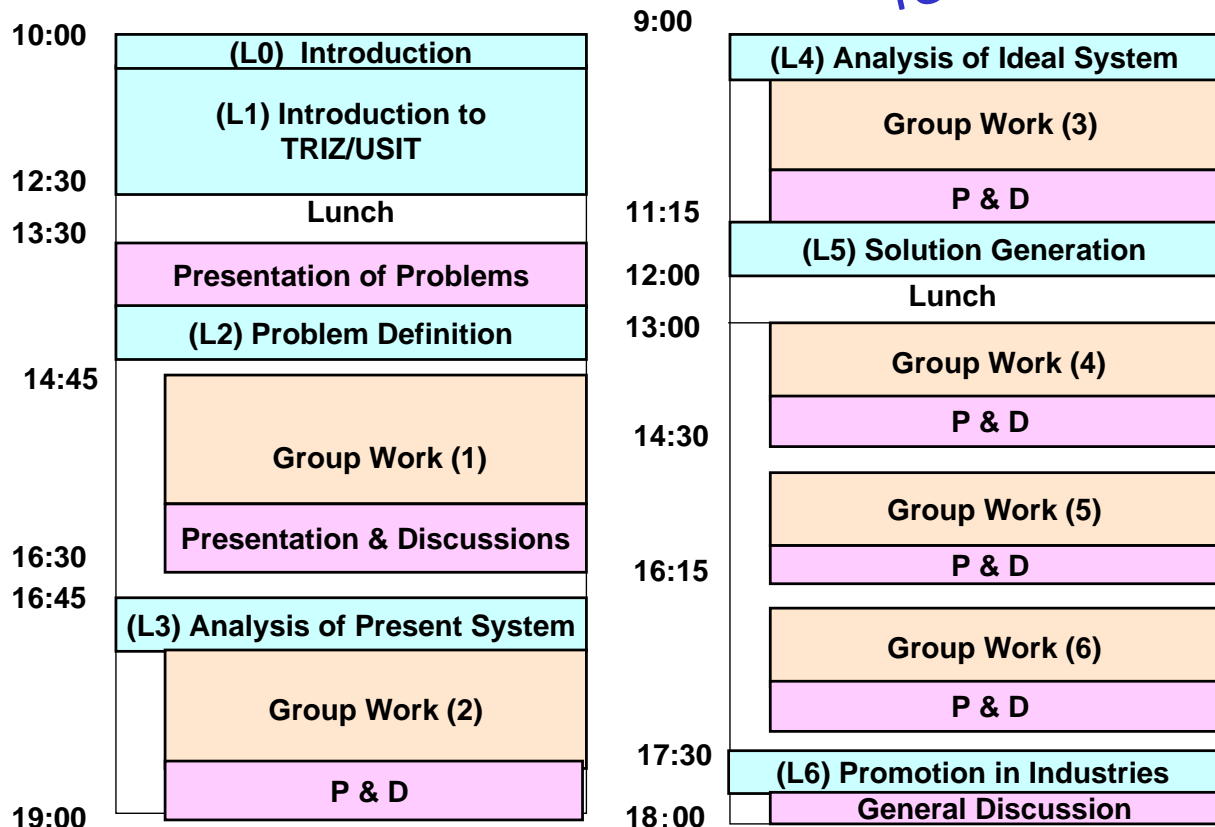 10:00
(L0) Introduction
(L1) Introduction to
TRIZ/USIT
12:30
Lunch
13:30
Presentation of Problems
(L2) Problem Definition
14:45
Group Work (1)
Presentation & Discussions
16:30
16:45
(L3) Analysis of Present System
Group Work (2)
P & D
19:00
9:00
(L4) Analysis of Ideal System
Group Work (3)
P & D
11:15
(L5) Solution Generation
12:00
Lunch
13:00
Group Work (4)
P & D
14:30
Group Work (5)
P & D
16:15
Group Work (6)
P & D
17:30
(L6) Promotion in Industries
General Discussion
18:00